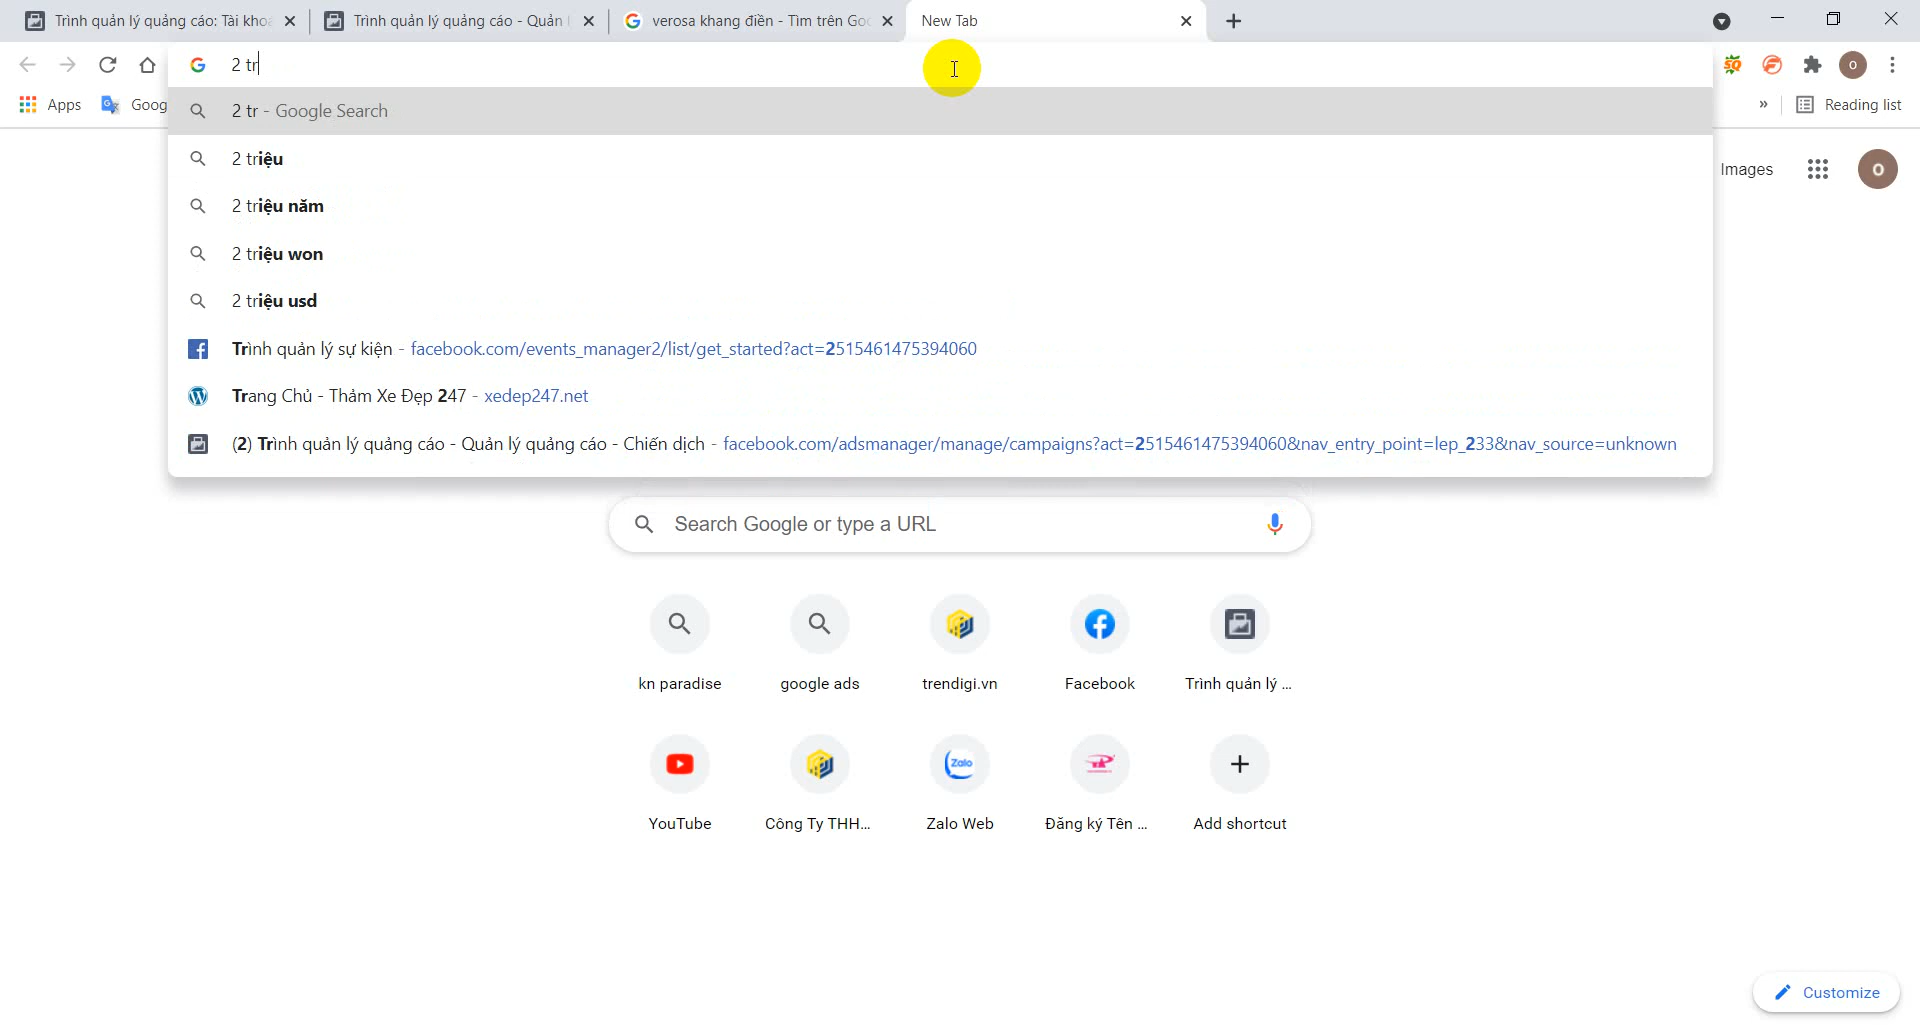 Trình quản lý quảng cáo: Tài kho
Trình quản lý quảng cáo - Quản
verosa khang điền - Tìm trên Goo
New Tab
2 tr
Apps
Goog
Reading list
2 tr - Google Search
2 triệu
2 triệu năm
2 triệu won
2 triệu usd
Trình quản lý sự kiện - facebook.com/events_manager2/list/get_started?act=2515461475394060
Trang Chủ - Thảm Xe Đẹp 247 - xedep247.net
(2) Trình quản lý quảng cáo - Quản lý quảng cáo - Chiến dịch - facebook.com/adsmanager/manage/campaigns?act=2515461475394060&nav_entry_point=lep_233&nav_source=unknown
Images
o
Search Google or type a URL
kn paradise
google ads
trendigi.vn
Facebook
Trình quản lý ...
Zalo
YouTube
Công Ty THH...
Zalo Web
Đăng ký Tên ...
Add shortcut
Customize